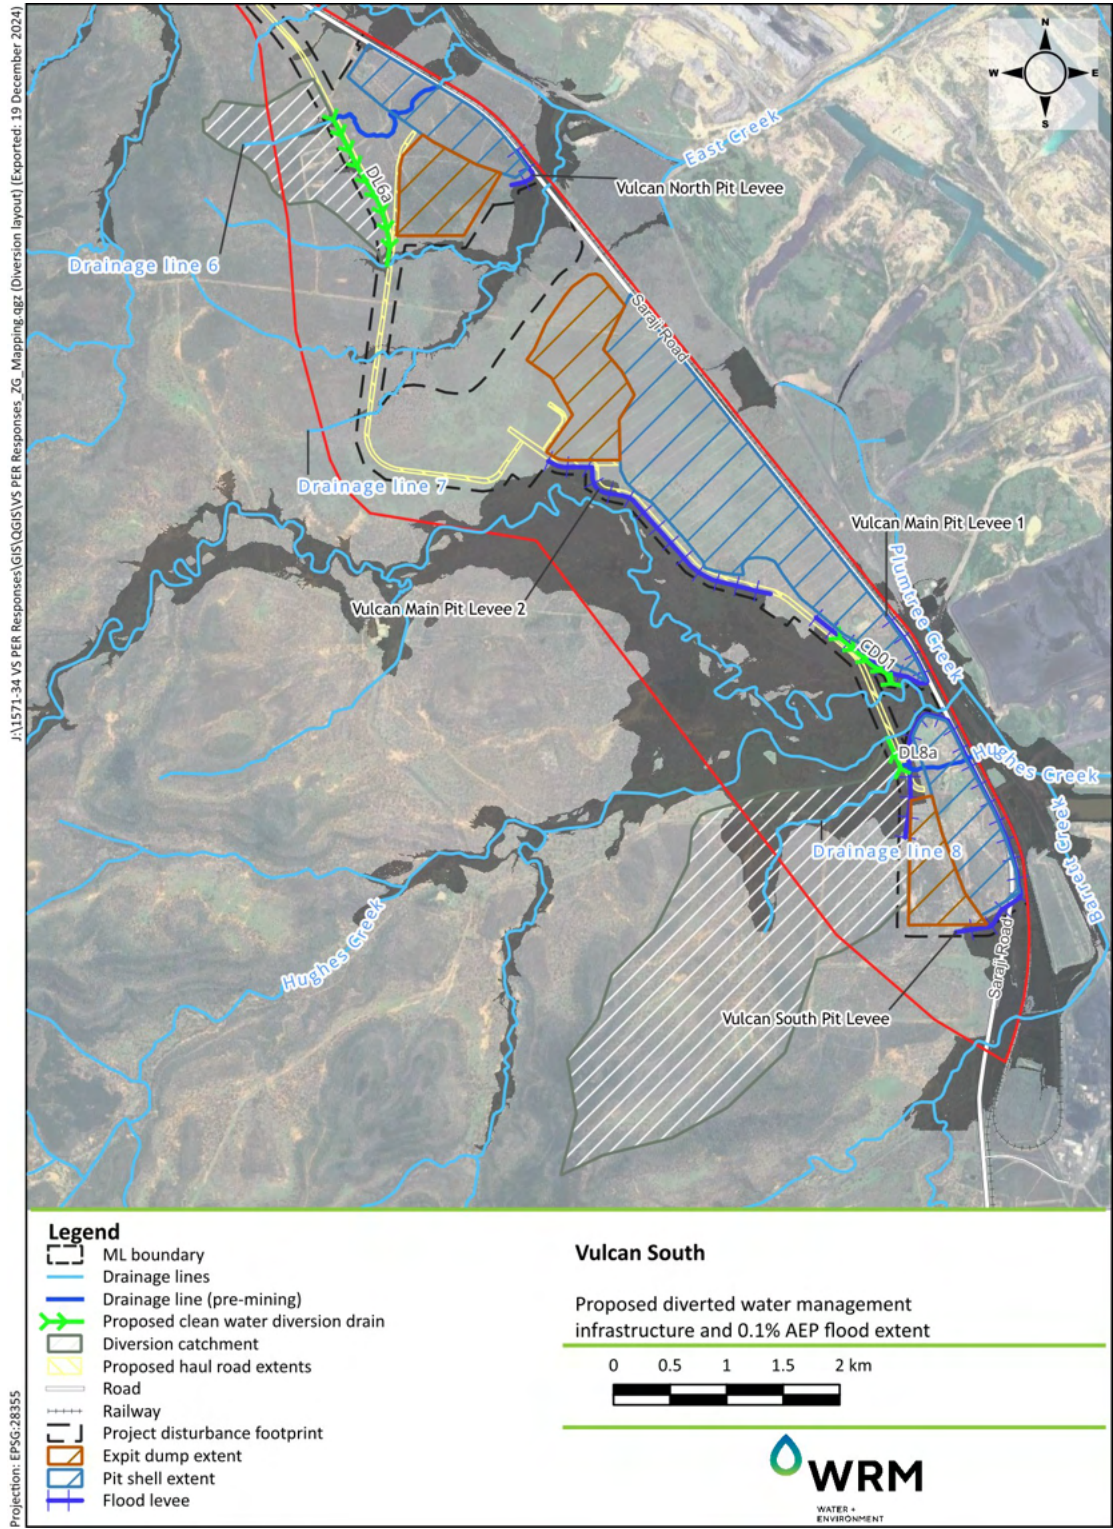 J:\1571-34 VS PER Responses\GIS\QGIS\VS PER Responses_ZG_Mapping.qgz (Diversion layout) (Exported: 19 December 2024)
Projection: EPSG:28355
N
W
E
S
East Creek
Vulcan North Pit Levee
DL6a
Drainage line 6
Saraji Road
Drainage line 7
Vulcan Main Pit Levee 1
Plumtree Creek
Vulcan Main Pit Levee 2
CD01
DL8a
Hughes Creek
Drainage line 8
Barrett Creek
Hughes Creek
Saraji Road
Vulcan South Pit Levee
Legend
ML boundary
Drainage lines
Drainage line (pre-mining)
Proposed clean water diversion drain
Diversion catchment
Proposed haul road extents
Road
Railway
Project disturbance footprint
Expit dump extent
Pit shell extent
Flood levee
Vulcan South
Proposed diverted water management
infrastructure and 0.1% AEP flood extent
0 0.5 1 1.5 2 km
WRM
WATER +
ENVIRONMENT